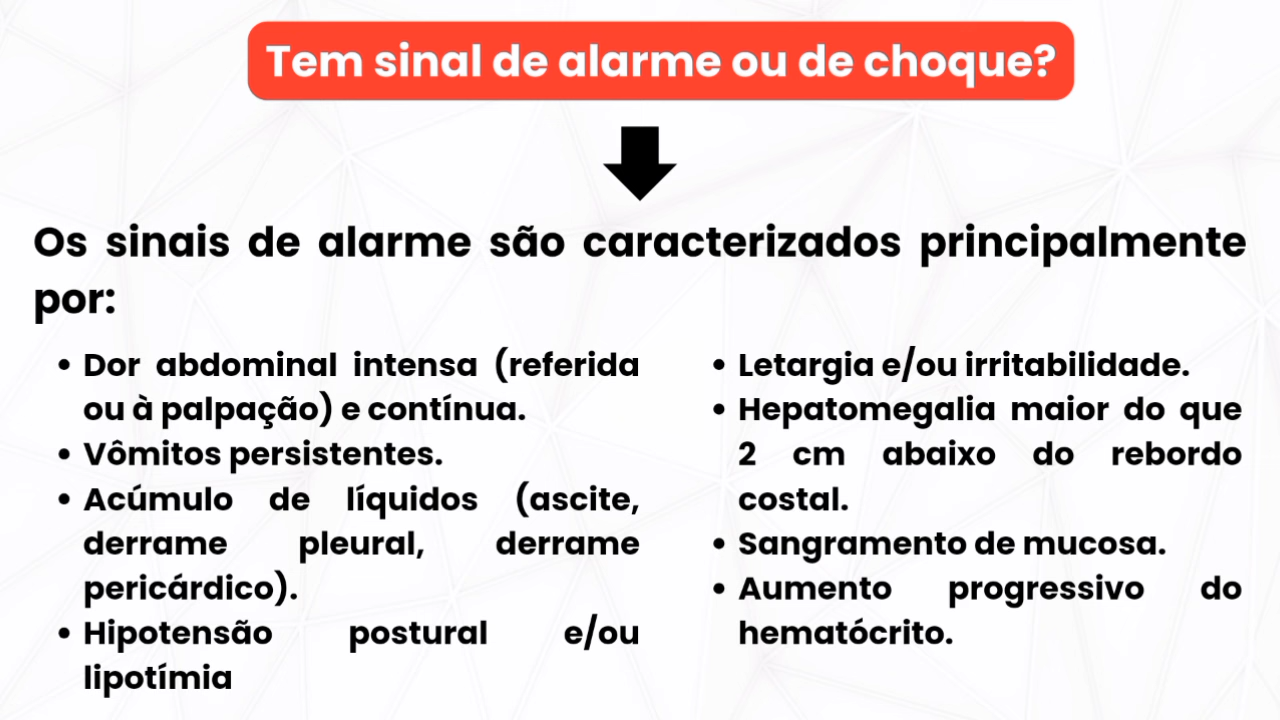 Tem sinal de alarme ou de choque?
Os sinais de alarme são caracterizados principalmente
por:
• Dor abdominal intensa (referida
ou à palpação) e contínua.
• Vômitos persistentes.
• Acúmulo de líquidos (ascite,
derrame pleural, derrame
pericárdico).
• Hipotensão postural e/ou
lipotímia
• Letargia e/ou irritabilidade.
• Hepatomegalia maior do que
2 cm abaixo do rebordo
costal.
• Sangramento de mucosa.
• Aumento progressivo do
hematócrito.